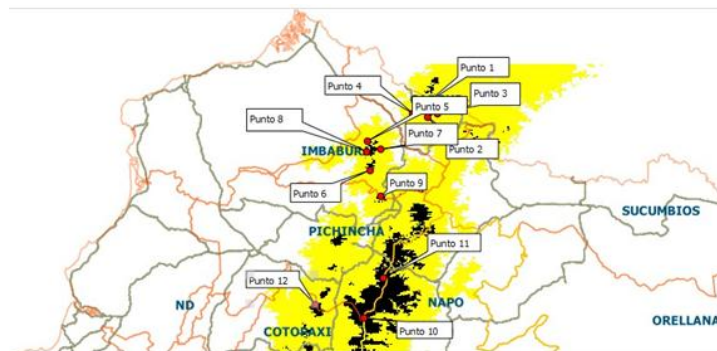 Punto 1
Punto 4
Punto 3
Punto 5
Punto 8
Punto 7
IMBABUR
Punto 2
Punto 6
Punto 9
SUCUMBIOS
PICHINCHA
Punto 11
Punto 12
ND
NAPO
ORELLANA
COTOPAXI
Punto 10